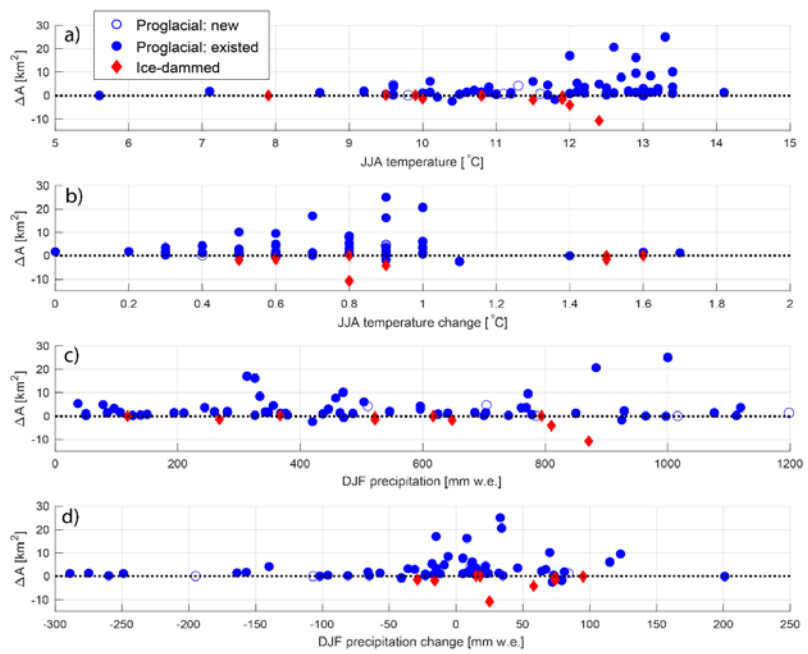 a)
Proglacial: new
Proglacial: existed
Ice-dammed
ΔA [km²]
30
20
10
0
-10
5 6 7 8 9 10 11 12 13 14 15
JJA temperature [°C]
b)
ΔA [km²]
30
20
10
0
-10
0 0.2 0.4 0.6 0.8 1 1.2 1.4 1.6 1.8 2
JJA temperature change [°C]
c)
ΔA [km²]
30
20
10
0
-10
0 200 400 600 800 1000 1200
DJF precipitation [mm w.e.]
d)
ΔA [km²]
30
20
10
0
-10
-300 -250 -200 -150 -100 -50 0 50 100 150 200 250
DJF precipitation change [mm w.e.]